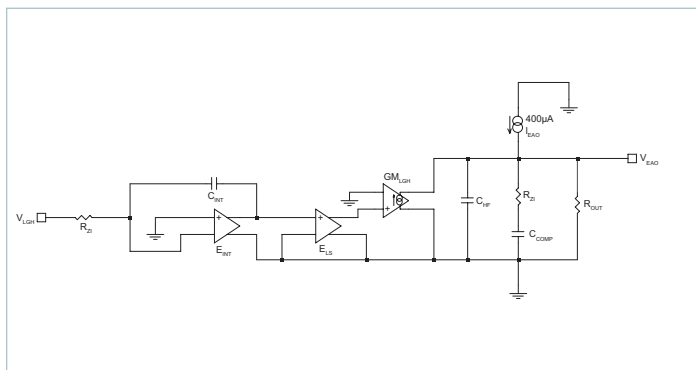 400µA
I_EAO
V_EAO
GM_LGH
C_INT
V_LGH
R_ZI
E_INT
E_LS
C_HF
R_ZI
C_COMP
R_OUT